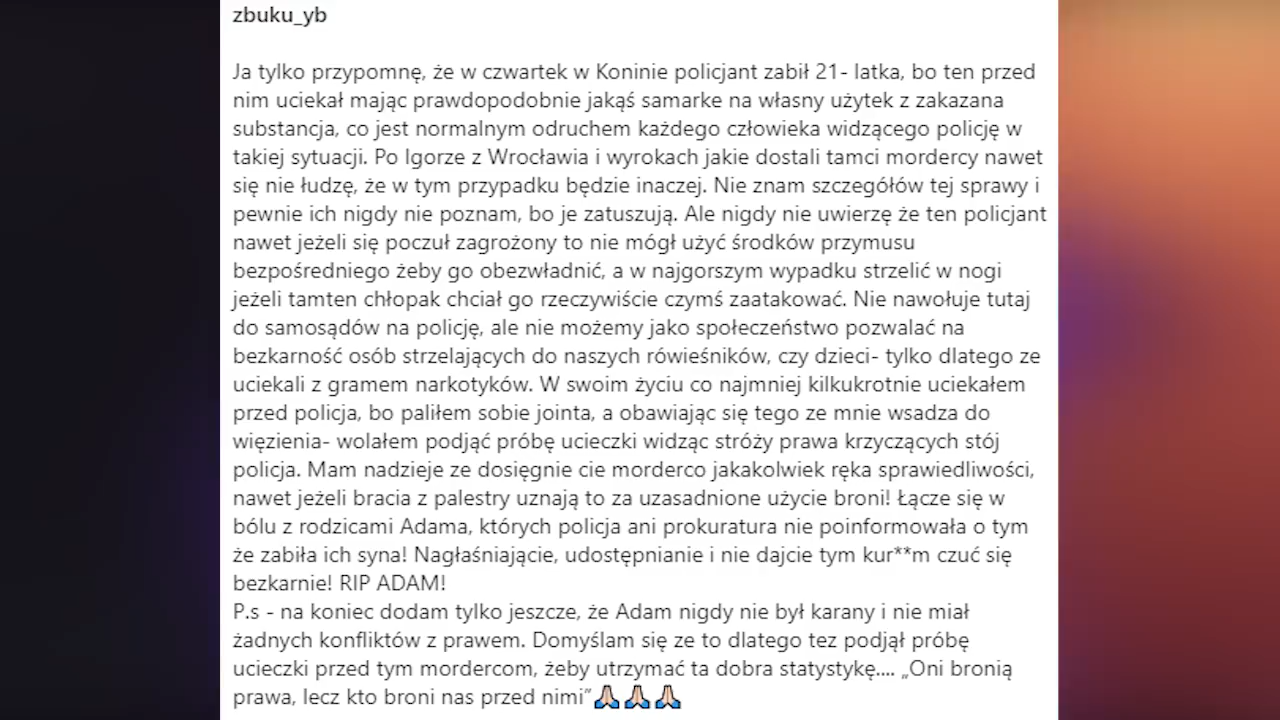 zbuku_yb
Ja tylko przypomnę, że w czwartek w Koninie policjant zabił 21- latka, bo ten przed
nim uciekał mając prawdopodobnie jakąś samarke na własny użytek z zakazana
substancja, co jest normalnym odruchem każdego człowieka widzącego policję w
takiej sytuacji. Po Igorze z Wrocławia i wyrokach jakie dostali tamci mordercy nawet
się nie łudzę, że w tym przypadku będzie inaczej. Nie znam szczegółów tej sprawy i
pewnie ich nigdy nie poznam, bo je zatuszują. Ale nigdy nie uwierzę że ten policjant
nawet jeżeli się poczuł zagrożony to nie mógł użyć środków przymusu
bezpośredniego żeby go obezwładnić, a w najgorszym wypadku strzelić w nogi
jeżeli tamten chłopak chciał go rzeczywiście czymś zaatakować. Nie nawołuje tutaj
do samosądów na policję, ale nie możemy jako społeczeństwo pozwalać na
bezkarność osób strzelających do naszych rówieśników, czy dzieci- tylko dlatego ze
uciekali z gramem narkotyków. W swoim życiu co najmniej kilkukrotnie uciekałem
przed policja, bo paliłem sobie jointa, a obawiając się tego ze mnie wsadza do
więzienia- wolałem podjąć próbę ucieczki widząc stróży prawa krzyczących stój
policja. Mam nadzieje ze dosięgnie cie morderco jakakolwiek ręka sprawiedliwości,
nawet jeżeli bracia z palestry uznają to za uzasadnione użycie broni! Łącze się w
bólu z rodzicami Adama, których policja ani prokuratura nie poinformowała o tym
że zabiła ich syna! Nagłaśniającie, udostępnianie i nie dajcie tym kur**m czuć się
bezkarnie! RIP ADAM!
P.s - na koniec dodam tylko jeszcze, że Adam nigdy nie był karany i nie miał
żadnych konfliktów z prawem. Domyślam się ze to dlatego tez podjął próbę
ucieczki przed tym mordercom, żeby utrzymać ta dobra statystykę.... „Oni bronią
prawa, lecz kto broni nas przed nimi”🙏🏻🙏🏻🙏🏻